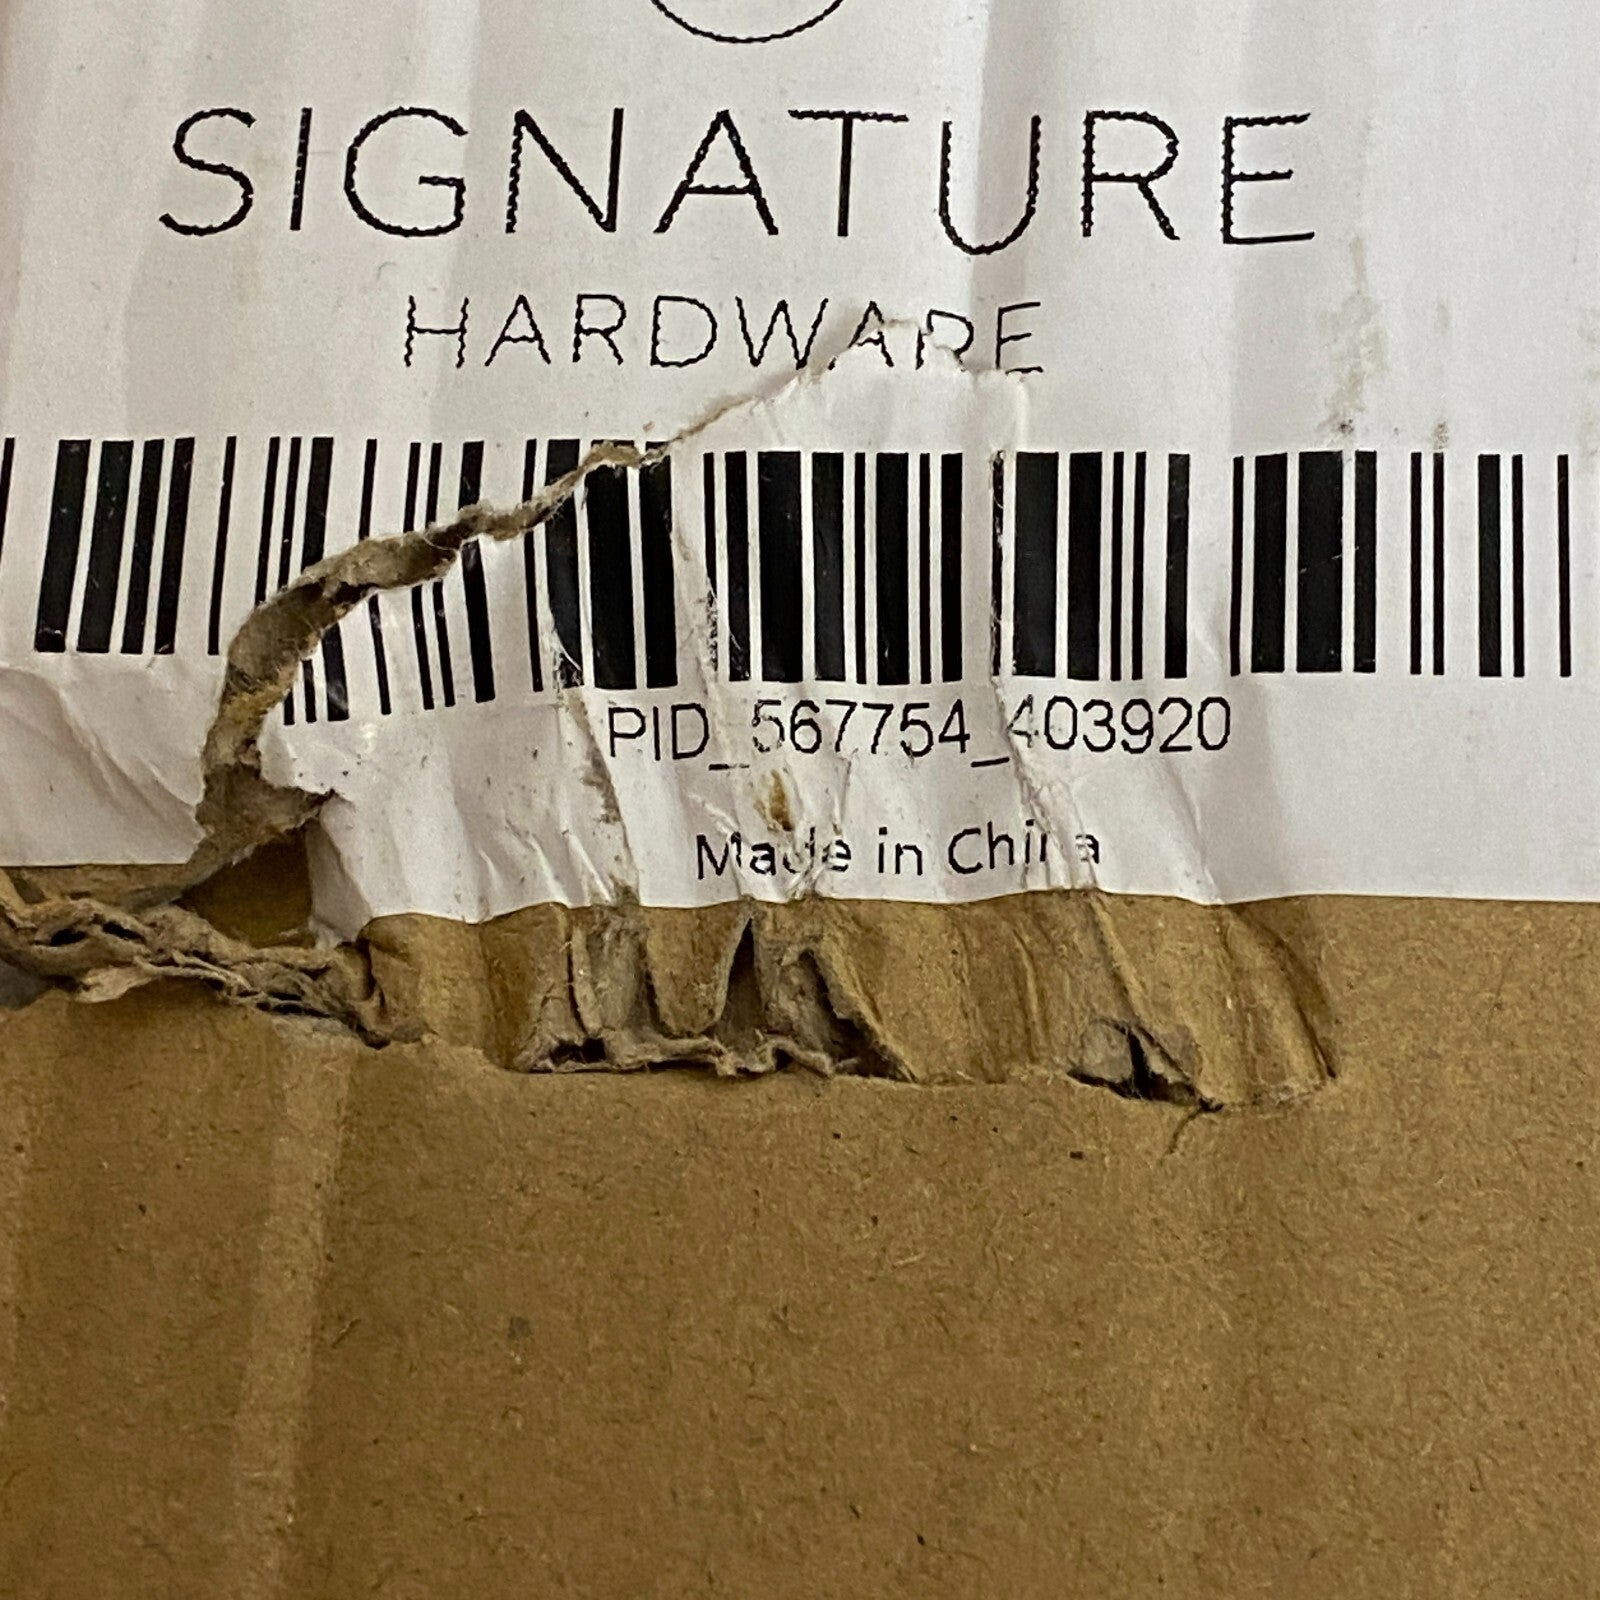 SIGNATURE
HARDWARE
PID_567754_403920
Made in China